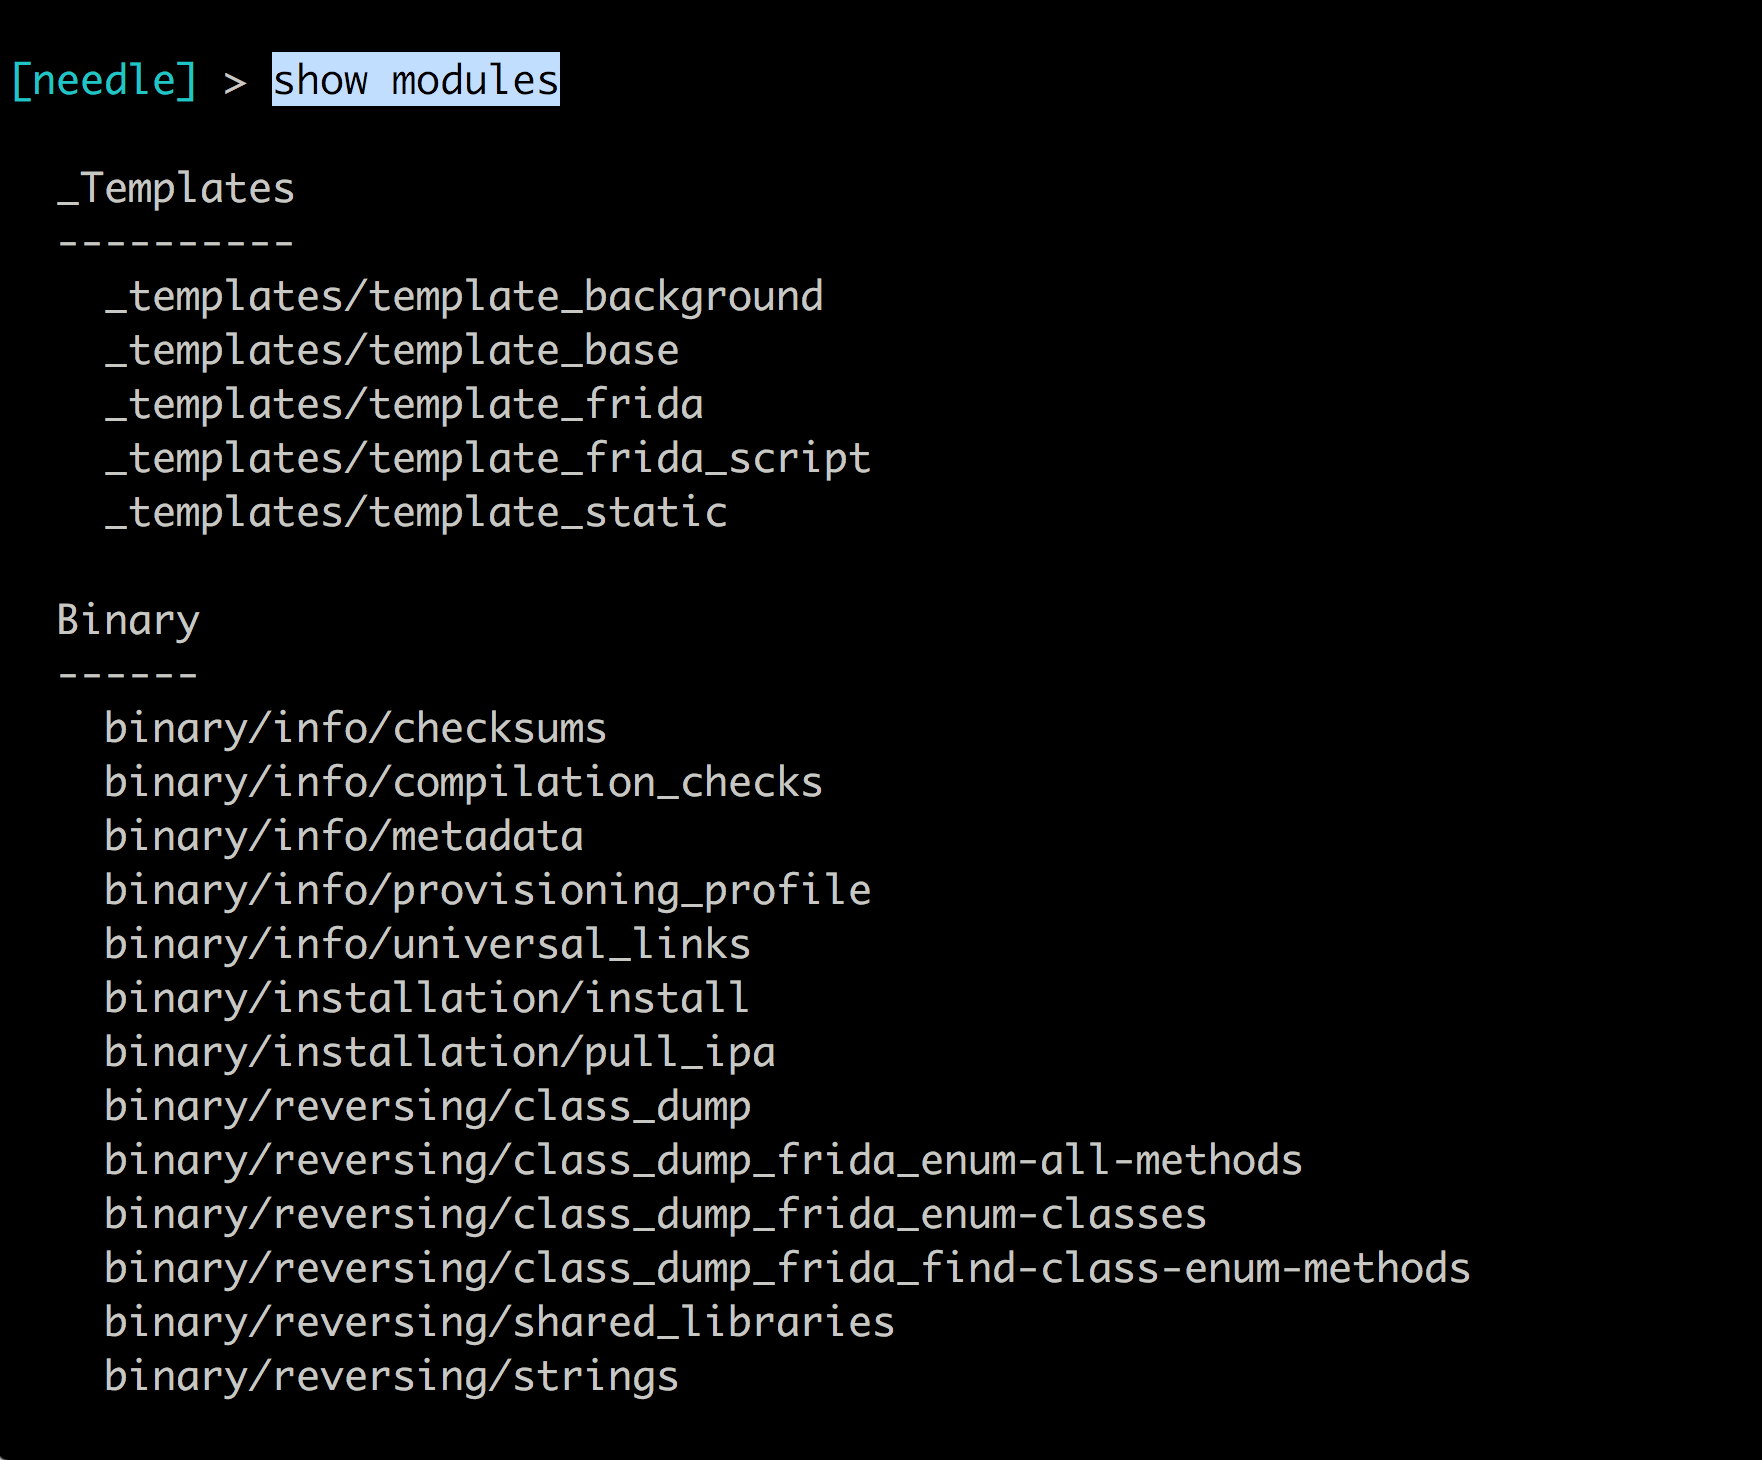 [needle] > show modules
_Templates
----------
_templates/template_background
_templates/template_base
_templates/template_frida
_templates/template_frida_script
_templates/template_static
Binary
------
binary/info/checksums
binary/info/compilation_checks
binary/info/metadata
binary/info/provisioning_profile
binary/info/universal_links
binary/installation/install
binary/installation/pull_ipa
binary/reversing/class_dump
binary/reversing/class_dump_frida_enum-all-methods
binary/reversing/class_dump_frida_enum-classes
binary/reversing/class_dump_frida_find-class-enum-methods
binary/reversing/shared_libraries
binary/reversing/strings